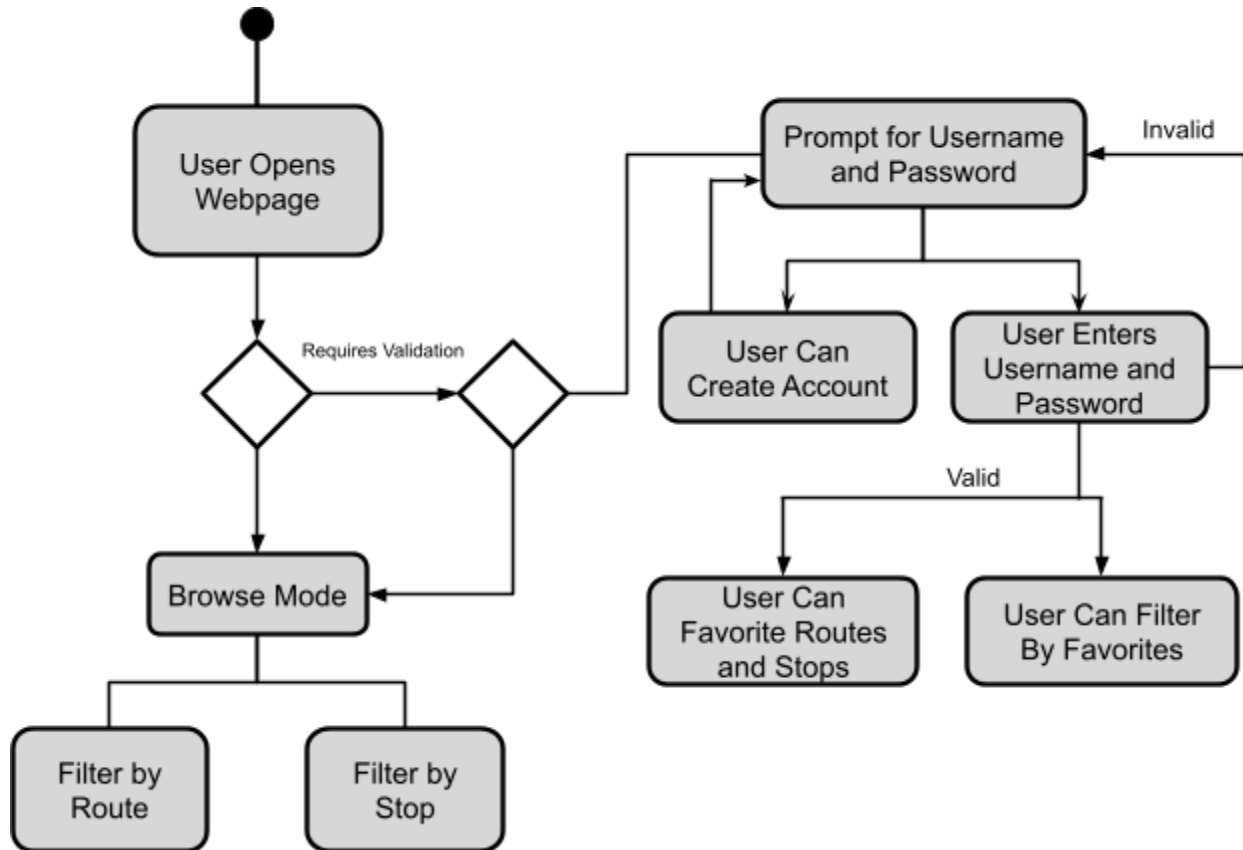 User Opens
Webpage
Requires Validation
Browse Mode
Filter by
Route
Filter by
Stop
Prompt for Username
and Password
Invalid
User Can
Create Account
User Enters
Username and
Password
Valid
User Can
Favorite Routes
and Stops
User Can Filter
By Favorites